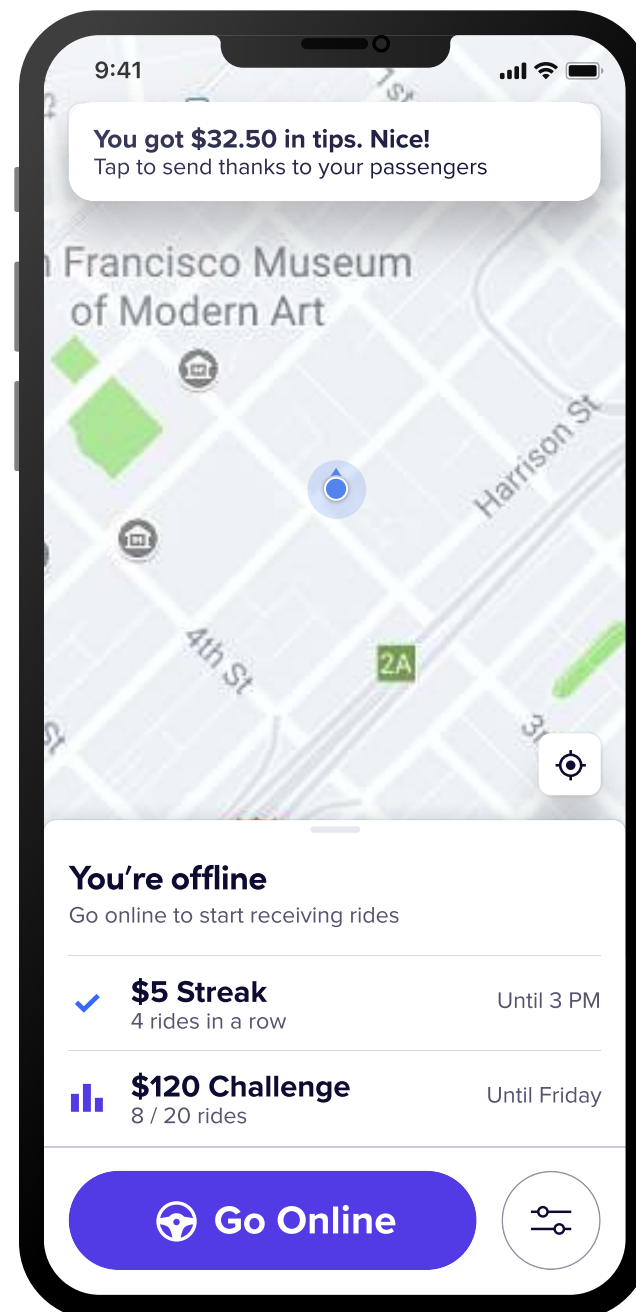 9:41
1st
You got $32.50 in tips. Nice!
Tap to send thanks to your passengers
Francisco Museum
of Modern Art
Harrison St
4th St
2A
St
You're offline
Go online to start receiving rides
$5 Streak
Until 3 PM
4 rides in a row
$120 Challenge
Until Friday
8 / 20 rides
Go Online